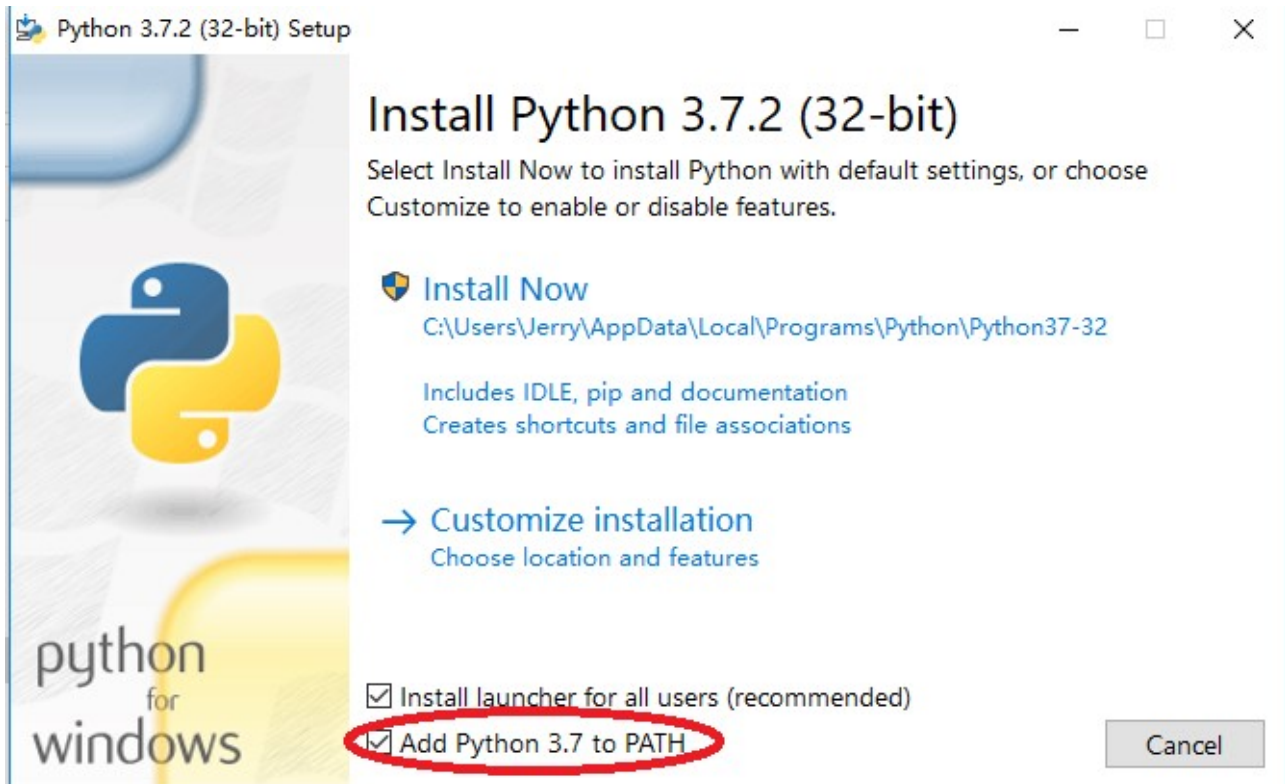 Python 3.7.2 (32-bit) Setup
Install Python 3.7.2 (32-bit)
Select Install Now to install Python with default settings, or choose
Customize to enable or disable features.
Install Now
C:\Users\Jerry\AppData\Local\Programs\Python\Python37-32
Includes IDLE, pip and documentation
Creates shortcuts and file associations
Customize installation
Choose location and features
python
for
windows
Install launcher for all users (recommended)
Add Python 3.7 to PATH
Cancel